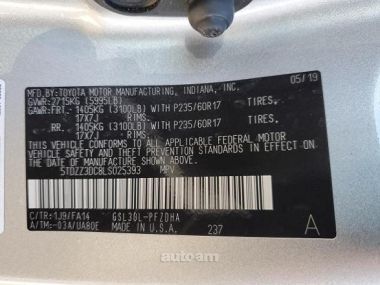 MFD. BY: TOYOTA MOTOR MANUFACTURING, INDIANA, INC.
GVWR: 2715KG (5995LB) 05/19
GAWR: FRT.- 1405KG (3100LB) WITH P235/60R17 TIRES.
17X7J
RR. - 1405KG (3100LB) WITH P235/60R17 TIRES.
17X7J
THIS VEHICLE CONFORMS TO ALL APPLICABLE FEDERAL MOTOR
VEHICLE SAFETY, BUMPER, AND THEFT PREVENTION
STANDARDS IN EFFECT ON THE
DATE OF MANUFACTURE SHOWN ABOVE.
5TDZZ3DC8LS025393 MPV
C/TR: 1J9/FA14 GSL30L-PFZDHA
A/TM:-03A/UA80E MADE IN U.S.A. 237 A
autoam